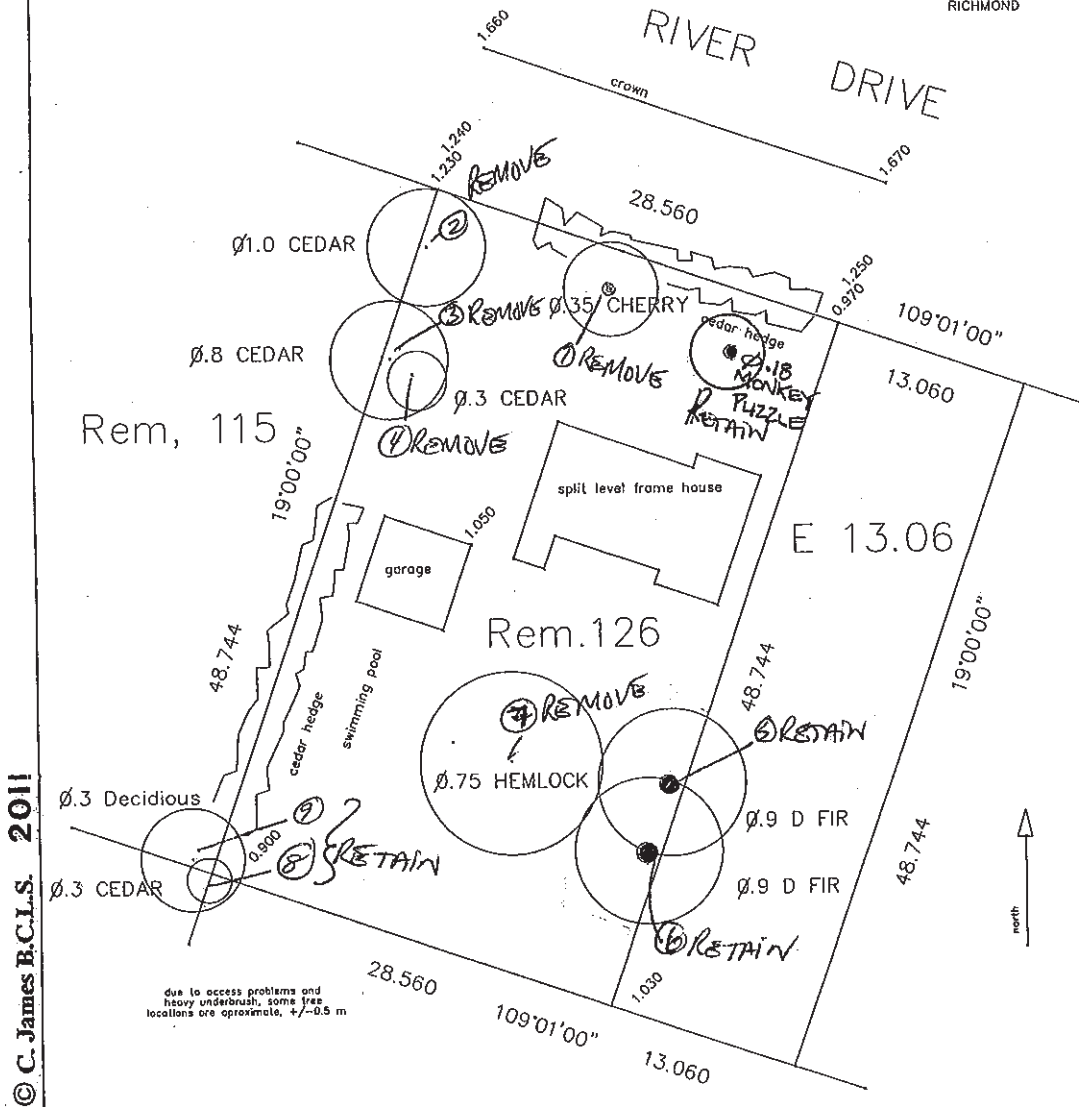 RICHMOND
RIVER DRIVE
1.660
crown
1.670
1.240
1.230
REMOVE
2
28.560
Ø1.0 CEDAR
1.250
0.970
109°01'00"
3 REMOVE
Ø.35 CHERRY
cedar hedge
Ø.8 CEDAR
1 REMOVE
Ø.18
MONKEY
PUZZLE
RETAIN
13.060
Ø.3 CEDAR
Rem, 115
4 REMOVE
19°00'00"
split level frame house
1.050
garage
E 13.06
Rem.126
19°00'00"
48.744
cedar hedge
swimming pool
48.744
7 REMOVE
5 RETAIN
Ø.75 HEMLOCK
Ø.3 Decidious
9
0.900
8
RETAIN
Ø.9 D FIR
48.744
Ø.3 CEDAR
Ø.9 D FIR
6 RETAIN
north
28.560
1.030
109°01'00"
13.060
due to access problems and
heavy underbrush, some tree
locations are aproximate, +/-0.5 m
© C. James B.C.L.S. 2011